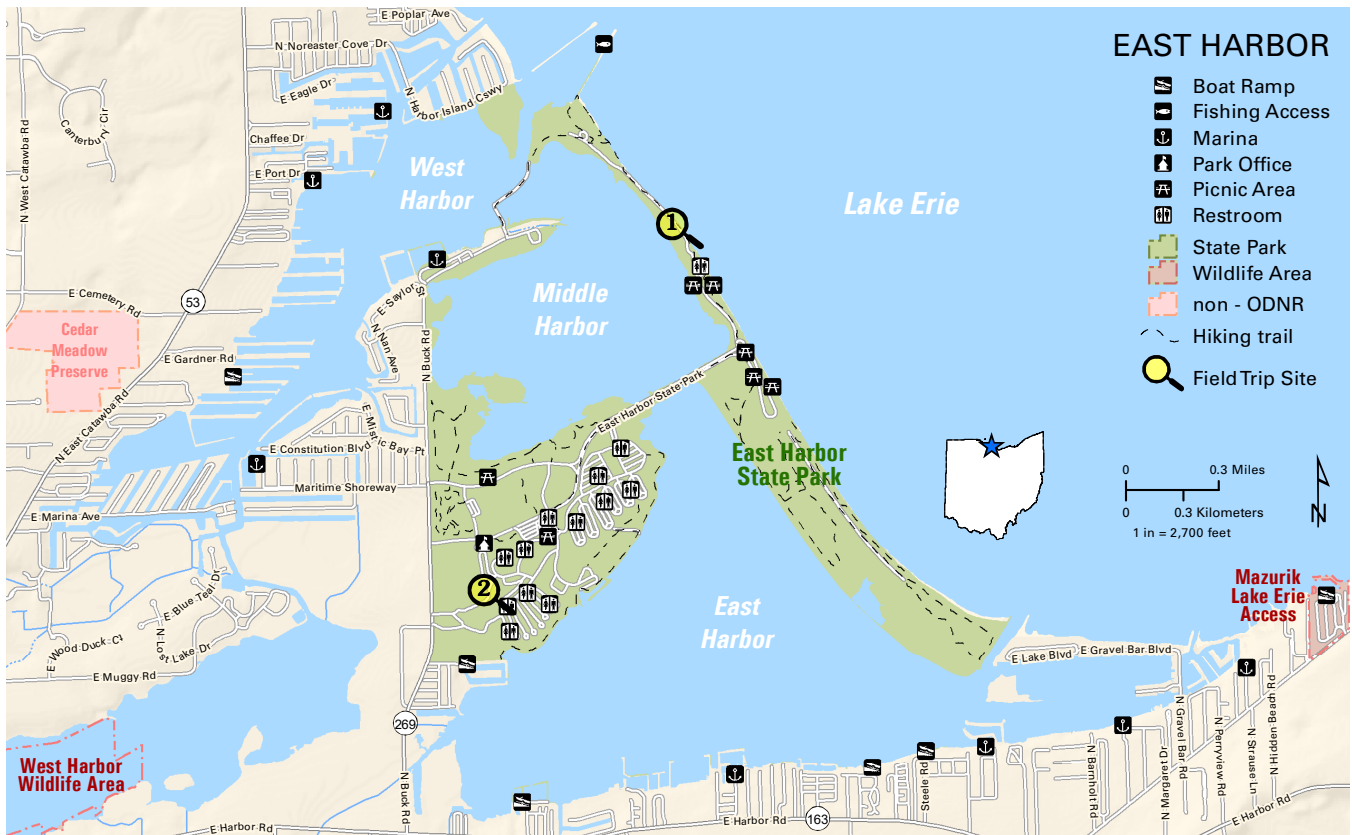 EAST HARBOR
Boat Ramp
Fishing Access
Marina
Park Office
Picnic Area
Restroom
State Park
Wildlife Area
non - ODNR
Hiking trail
Field Trip Site
E Poplar Ave
N Noreaster Cove Dr
E Eagle Dr
N Harbor Island Cswy
Canterbury Cir
N West Catawba Rd
Chaffee Dr
E Port Dr
West
Harbor
Lake Erie
1
E Saylor St
E Cemetery Rd
53
Middle
Harbor
Cedar
Meadow
Preserve
N Nan Ave
N Buck Rd
E Gardner Rd
N East Catawba Rd
E Mistic Bay Pt
E Constitution Blvd
East Harbor State Park
Maritime Shoreway
E Marina Ave
East Harbor
State Park
0
0.3 Miles
0
0.3 Kilometers
1 in = 2,700 feet
N
2
E Blue Teal Dr
E Wood Duck Ct
N Lost Lake Dr
E Muggy Rd
East
Harbor
Mazurik
Lake Erie
Access
E Lake Blvd
E Gravel Bar Blvd
West Harbor
Wildlife Area
269
N Buck Rd
Steele Rd
N Barnholt Rd
N Marger Dr
N Gravel Bar Rd
N Perryview Rd
N Strause Ln
N Hidden Beach Rd
E Harbor Rd
E Harbor Rd
163
E Harbor Rd